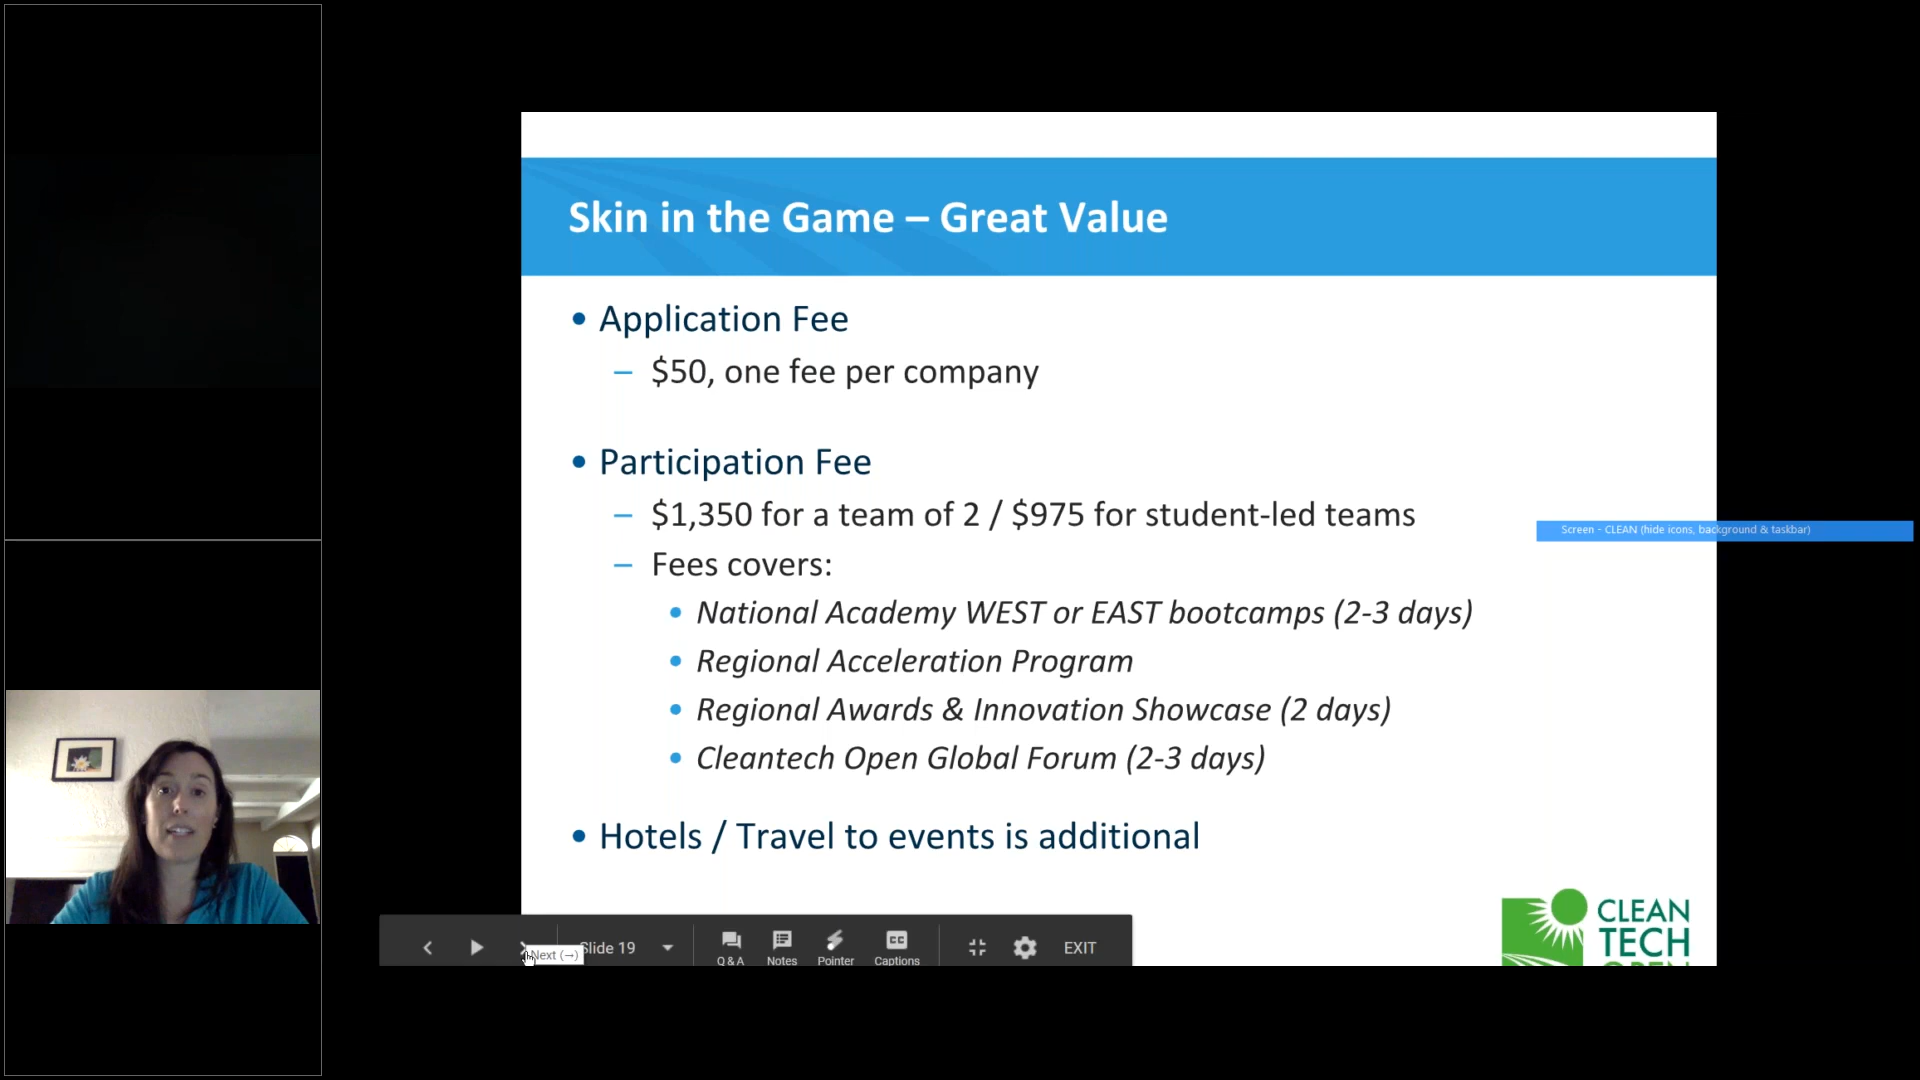 Skin in the Game – Great Value
• Application Fee
– $50, one fee per company
• Participation Fee
– $1,350 for a team of 2 / $975 for student-led teams
– Fees covers:
• National Academy WEST or EAST bootcamps (2-3 days)
• Regional Acceleration Program
• Regional Awards & Innovation Showcase (2 days)
• Cleantech Open Global Forum (2-3 days)
• Hotels / Travel to events is additional
Screen - CLEAN (hide icons, background & taskbar)
CLEAN
TECH
OPEN
Next (→)
Slide 19
Q & A
Notes
Pointer
CC
Captions
EXIT